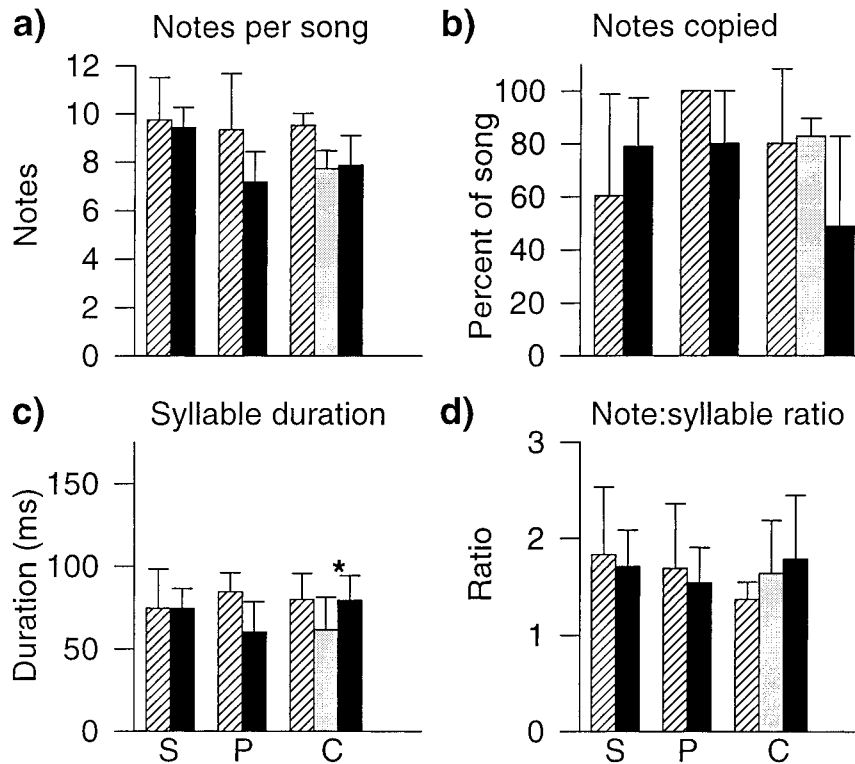 a) Notes per song
Notes
12
10
8
6
4
2
0
b) Notes copied
Percent of song
100
80
60
40
20
0
c) Syllable duration
Duration (ms)
150
100
50
0
*
S P C
d) Note:syllable ratio
Ratio
3
2
1
0
S P C